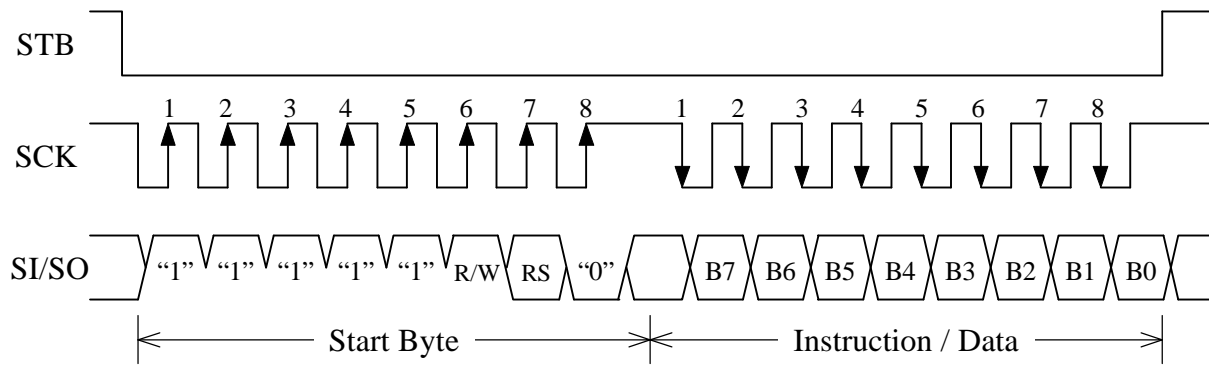 STB
1 2 3 4 5 6 7 8 1 2 3 4 5 6 7 8
SCK
SI/SO “1” “1” “1” “1” “1” R/W RS “0” B7 B6 B5 B4 B3 B2 B1 B0
Start Byte Instruction / Data